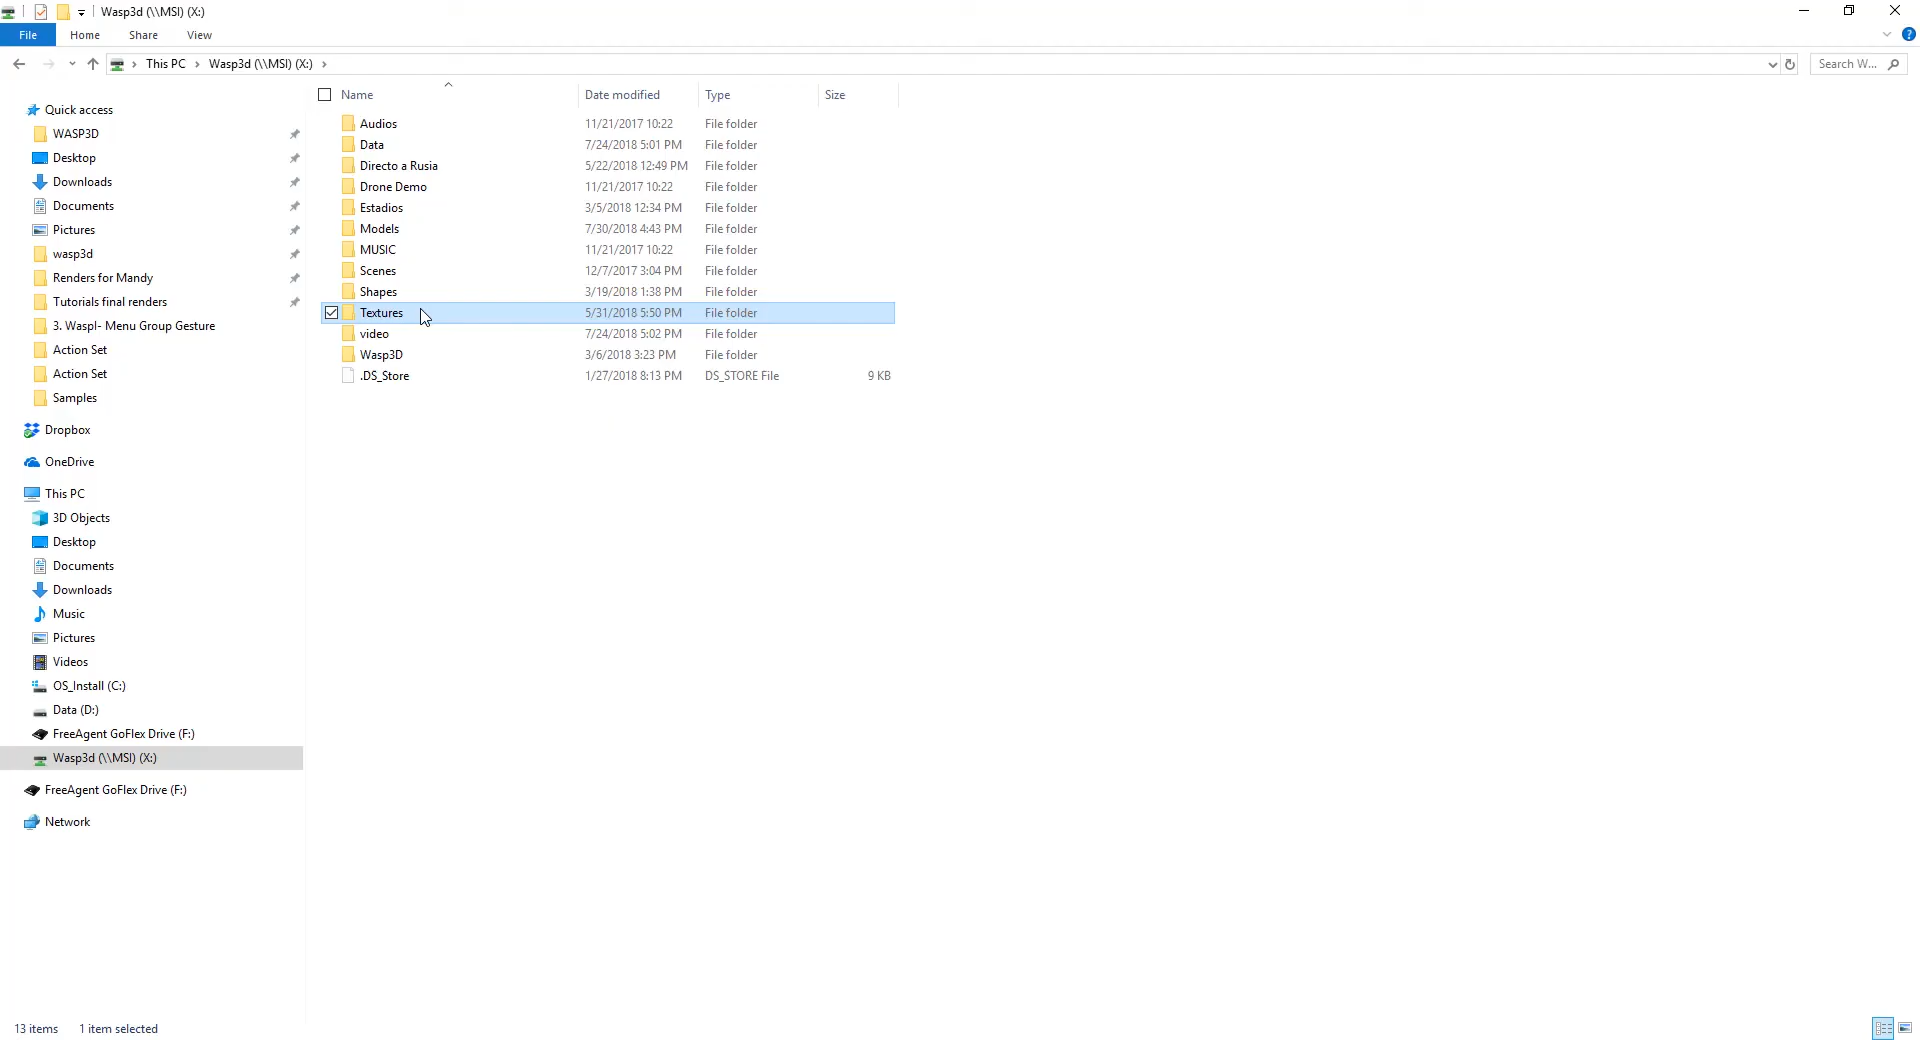 Wasp3d (\\MSI) (X:)
File Home Share View
This PC Wasp3d (\\MSI) (X:) Search W...
Name Date modified Type Size
Quick access
WASP3D
Desktop
Downloads
Documents
Pictures
wasp3d
Renders for Mandy
Tutorials final renders
3. Waspl- Menu Group Gesture
Action Set
Action Set
Samples
Dropbox
OneDrive
This PC
3D Objects
Desktop
Documents
Downloads
Music
Pictures
Videos
OS_Install (C:)
Data (D:)
FreeAgent GoFlex Drive (F:)
Wasp3d (\\MSI) (X:)
FreeAgent GoFlex Drive (F:)
Network
Audios 11/21/2017 10:22 File folder
Data 7/24/2018 5:01 PM File folder
Directo a Rusia 5/22/2018 12:49 PM File folder
Drone Demo 11/21/2017 10:22 File folder
Estadios 3/5/2018 12:34 PM File folder
Models 7/30/2018 4:43 PM File folder
MUSIC 11/21/2017 10:22 File folder
Scenes 12/7/2017 3:04 PM File folder
Shapes 3/19/2018 1:38 PM File folder
Textures 5/31/2018 5:50 PM File folder
video 7/24/2018 5:02 PM File folder
Wasp3D 3/6/2018 3:23 PM File folder
.DS_Store 1/27/2018 8:13 PM DS_STORE File 9 KB
13 items 1 item selected